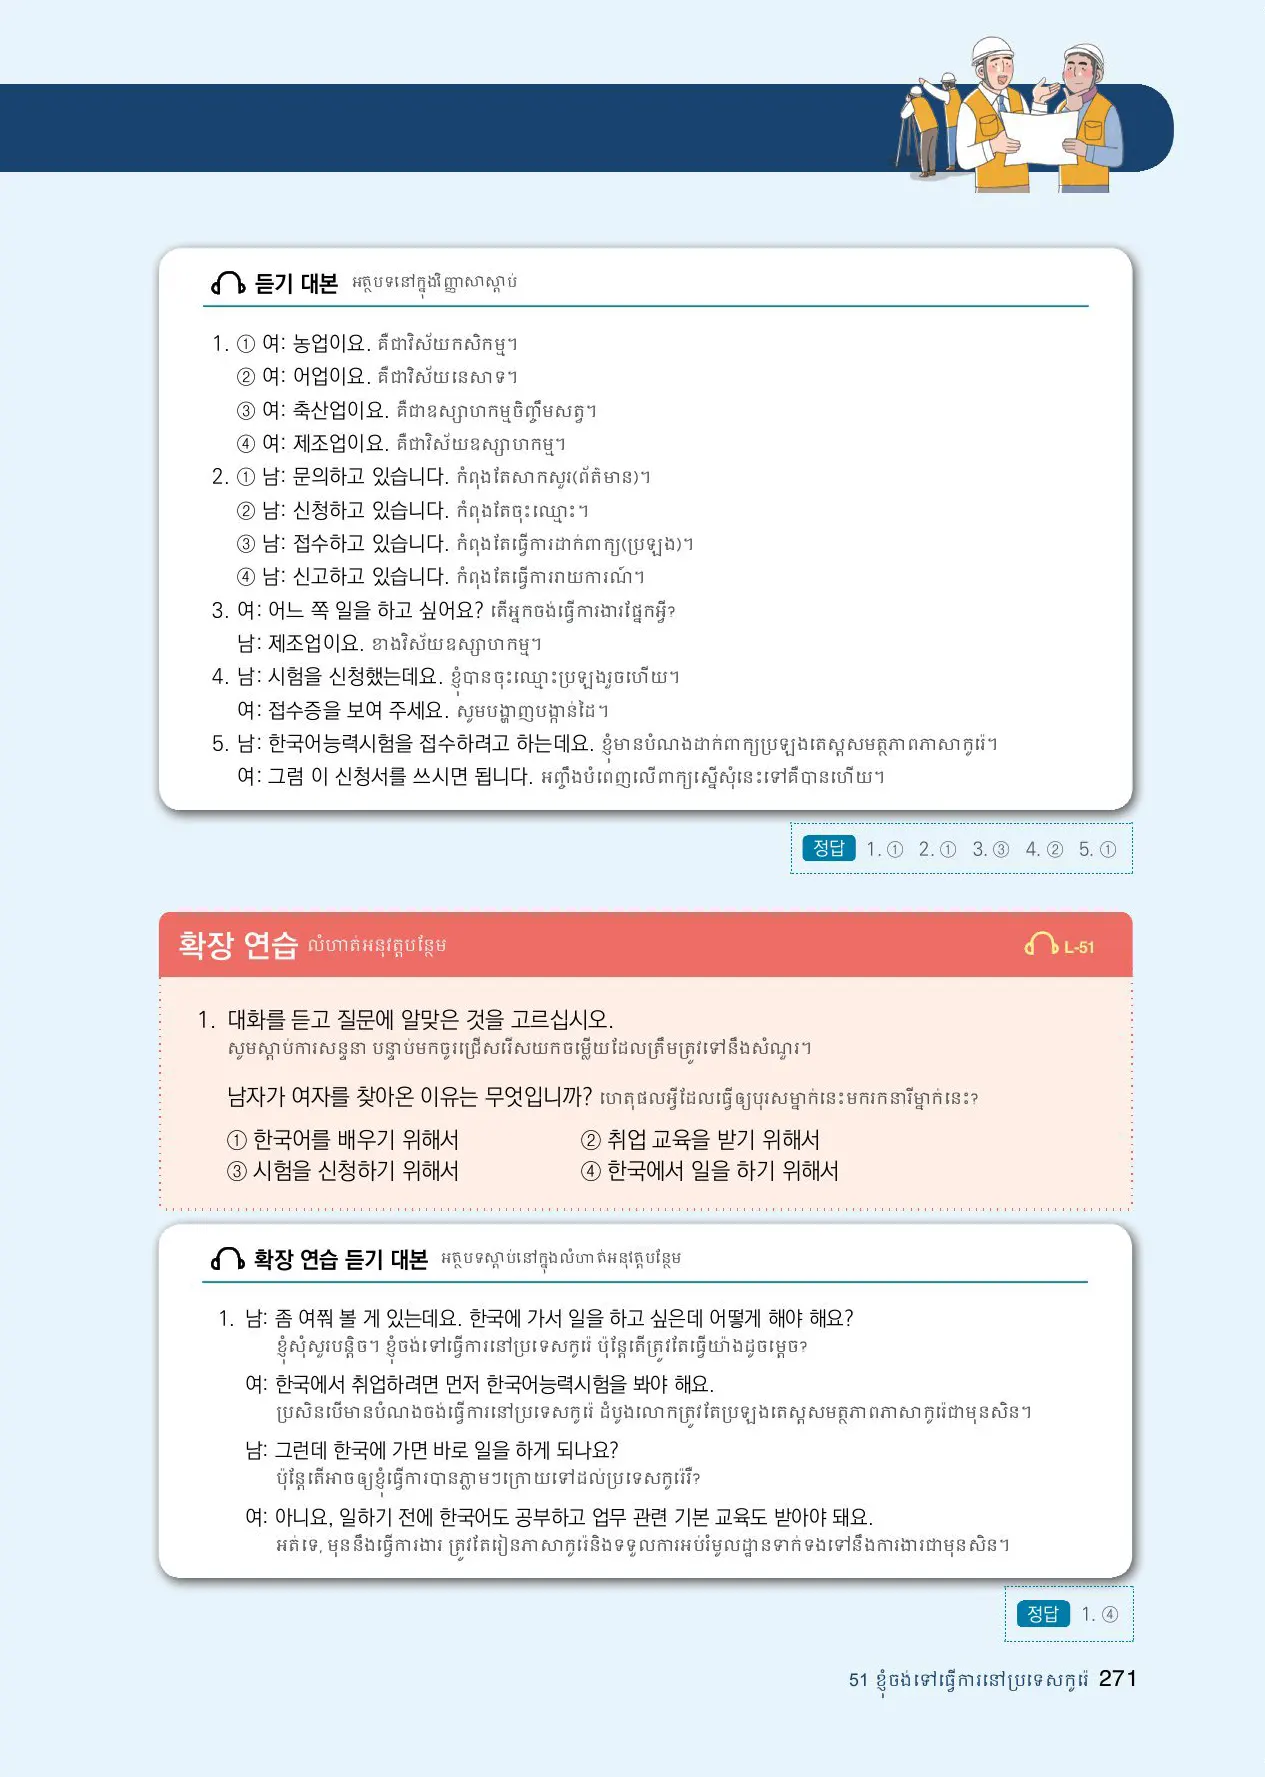 듣기 대본 អត្ថបទនៅក្នុងវិញ្ញាសាស្តាប់
1. ① 여: 농업이요. គឺជាវិស័យកសិកម្ម។
② 여: 어업이요. គឺជាវិស័យនេសាទ។
③ 여: 축산업이요. គឺជាឧស្សាហកម្មចិញ្ចឹមសត្វ។
④ 여: 제조업이요. គឺជាវិស័យឧស្សាហកម្ម។
2. ① 남: 문의하고 있습니다. កំពុងតែសាកសួរ(ព័ត៌មាន)។
② 남: 신청하고 있습니다. កំពុងតែចុះឈ្មោះ។
③ 남: 접수하고 있습니다. កំពុងតែធ្វើការដាក់ពាក្យ(ប្រឡង)។
④ 남: 신고하고 있습니다. កំពុងតែធ្វើការរាយការណ៍។
3. 여: 어느 쪽 일을 하고 싶어요? តើអ្នកចង់ធ្វើការងារផ្នែកអ្វី?
남: 제조업이요. ខាងវិស័យឧស្សាហកម្ម។
4. 남: 시험을 신청했는데요. ខ្ញុំបានចុះឈ្មោះប្រឡងរួចហើយ។
여: 접수증을 보여 주세요. សូមបង្ហាញបង្កាន់ដៃ។
5. 남: 한국어능력시험을 접수하려고 하는데요. ខ្ញុំមានបំណងដាក់ពាក្យប្រឡងតេស្តសមត្ថភាពភាសាកូរ៉េ។
여: 그럼 이 신청서를 쓰시면 됩니다. អញ្ចឹងបំពេញលើពាក្យស្នើសុំនេះទៅគឺបានហើយ។
정답 1. ① 2. ① 3. ③ 4. ② 5. ①
확장 연습 លំហាត់អនុវត្តបន្ថែម L-51
1. 대화를 듣고 질문에 알맞은 것을 고르십시오.
សូមស្តាប់ការសន្ទនា បន្ទាប់មកចូរជ្រើសរើសយកចម្លើយដែលត្រឹមត្រូវទៅនឹងសំណួរ។
남자가 여자를 찾아온 이유는 무엇입니까? ហេតុផលអ្វីដែលធ្វើឲ្យបុរសម្នាក់នេះមករកនារីម្នាក់នេះ?
① 한국어를 배우기 위해서 ② 취업 교육을 받기 위해서
③ 시험을 신청하기 위해서 ④ 한국에서 일을 하기 위해서
확장 연습 듣기 대본 អត្ថបទស្តាប់នៅក្នុងលំហាត់អនុវត្តបន្ថែម
1. 남: 좀 여쭤 볼 게 있는데요. 한국에 가서 일을 하고 싶은데 어떻게 해야 해요?
ខ្ញុំសុំសួរបន្តិច។ ខ្ញុំចង់ទៅធ្វើការនៅប្រទេសកូរ៉េ ប៉ុន្តែតើត្រូវតែធ្វើយ៉ាងដូចម្តេច?
여: 한국에서 취업하려면 먼저 한국어능력시험을 봐야 해요.
ប្រសិនបើមានបំណងចង់ធ្វើការនៅប្រទេសកូរ៉េ ដំបូងលោកត្រូវតែប្រឡងតេស្តសមត្ថភាពភាសាកូរ៉េជាមុនសិន។
남: 그런데 한국에 가면 바로 일을 하게 되나요?
ប៉ុន្តែតើអាចឲ្យខ្ញុំធ្វើការបានភ្លាមៗក្រោយទៅដល់ប្រទេសកូរ៉េរឺ?
여: 아니요, 일하기 전에 한국어도 공부하고 업무 관련 기본 교육도 받아야 돼요.
អត់ទេ, មុននឹងធ្វើការងារ ត្រូវតែរៀនភាសាកូរ៉េនិងទទួលការអប់រំមូលដ្ឋានទាក់ទងទៅនឹងការងារជាមុនសិន។
정답 1. ④
51 ខ្ញុំចង់ទៅធ្វើការនៅប្រទេសកូរ៉េ 271